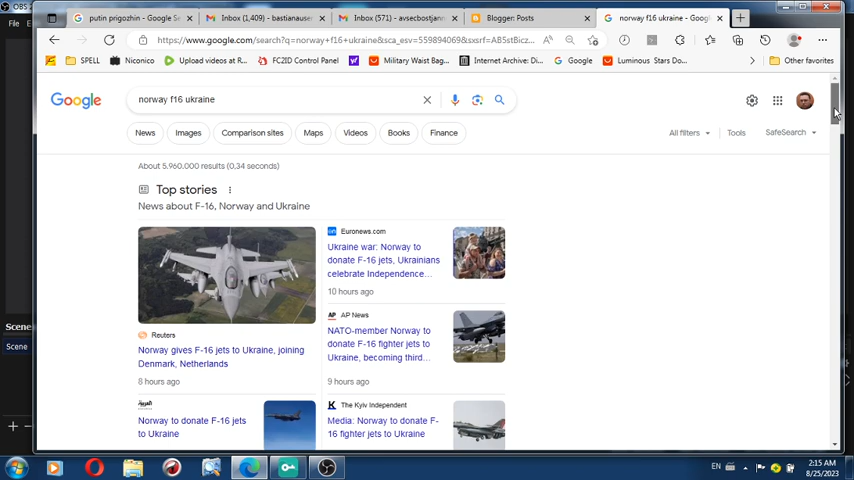 OBS 2
putin prigozhin - Google Se
Inbox (1,409) - bastianauser
Inbox (571) - avsecbostjann
Blogger: Posts
norway f16 ukraine - Goog
File
https://www.google.com/search?q=norway+f16+ukraine&sca_esv=559894069&sxsrf=AB5stBicz...
SPELL
Niconico
Upload videos at R...
FC2ID Control Panel
Military Waist Bag...
Internet Archive: Di...
Google
Luminous Stars Do...
Other favorites
Google
norway f16 ukraine
News
Images
Comparison sites
Maps
Videos
Books
Finance
All filters
Tools
SafeSearch
About 5.960.000 results (0,34 seconds)
Top stories
News about F-16, Norway and Ukraine
Euronews.com
Ukraine war: Norway to
donate F-16 jets, Ukrainians
celebrate Independence...
10 hours ago
Reuters
Norway gives F-16 jets to Ukraine, joining
Denmark, Netherlands
8 hours ago
AP AP News
NATO-member Norway to
donate F-16 fighter jets to
Ukraine, becoming third...
9 hours ago
العربية
Norway to donate F-16 jets
to Ukraine
K The Kyiv Independent
Media: Norway to donate F-
16 fighter jets to Ukraine
Scene
Scene
EN
2:15 AM
8/25/2023